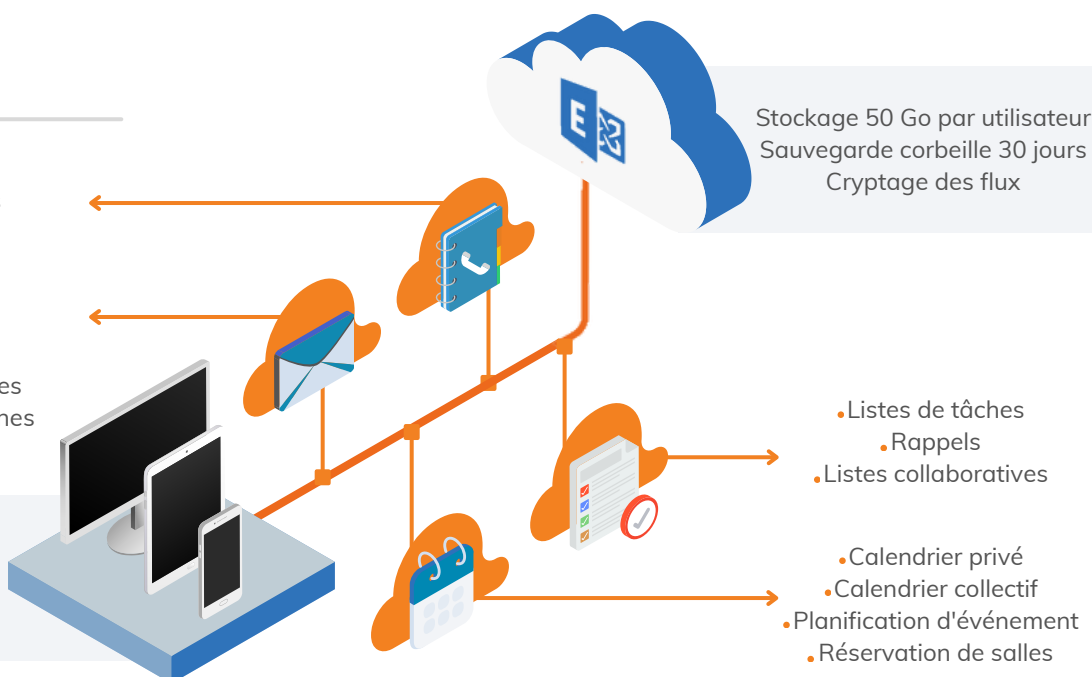 E
Stockage 50 Go par utilisateur
Sauvegarde corbeille 30 jours
Cryptage des flux
•Listes de tâches
•Rappels
•Listes collaboratives
•Calendrier privé
•Calendrier collectif
•Planification d'événement
•Réservation de salles